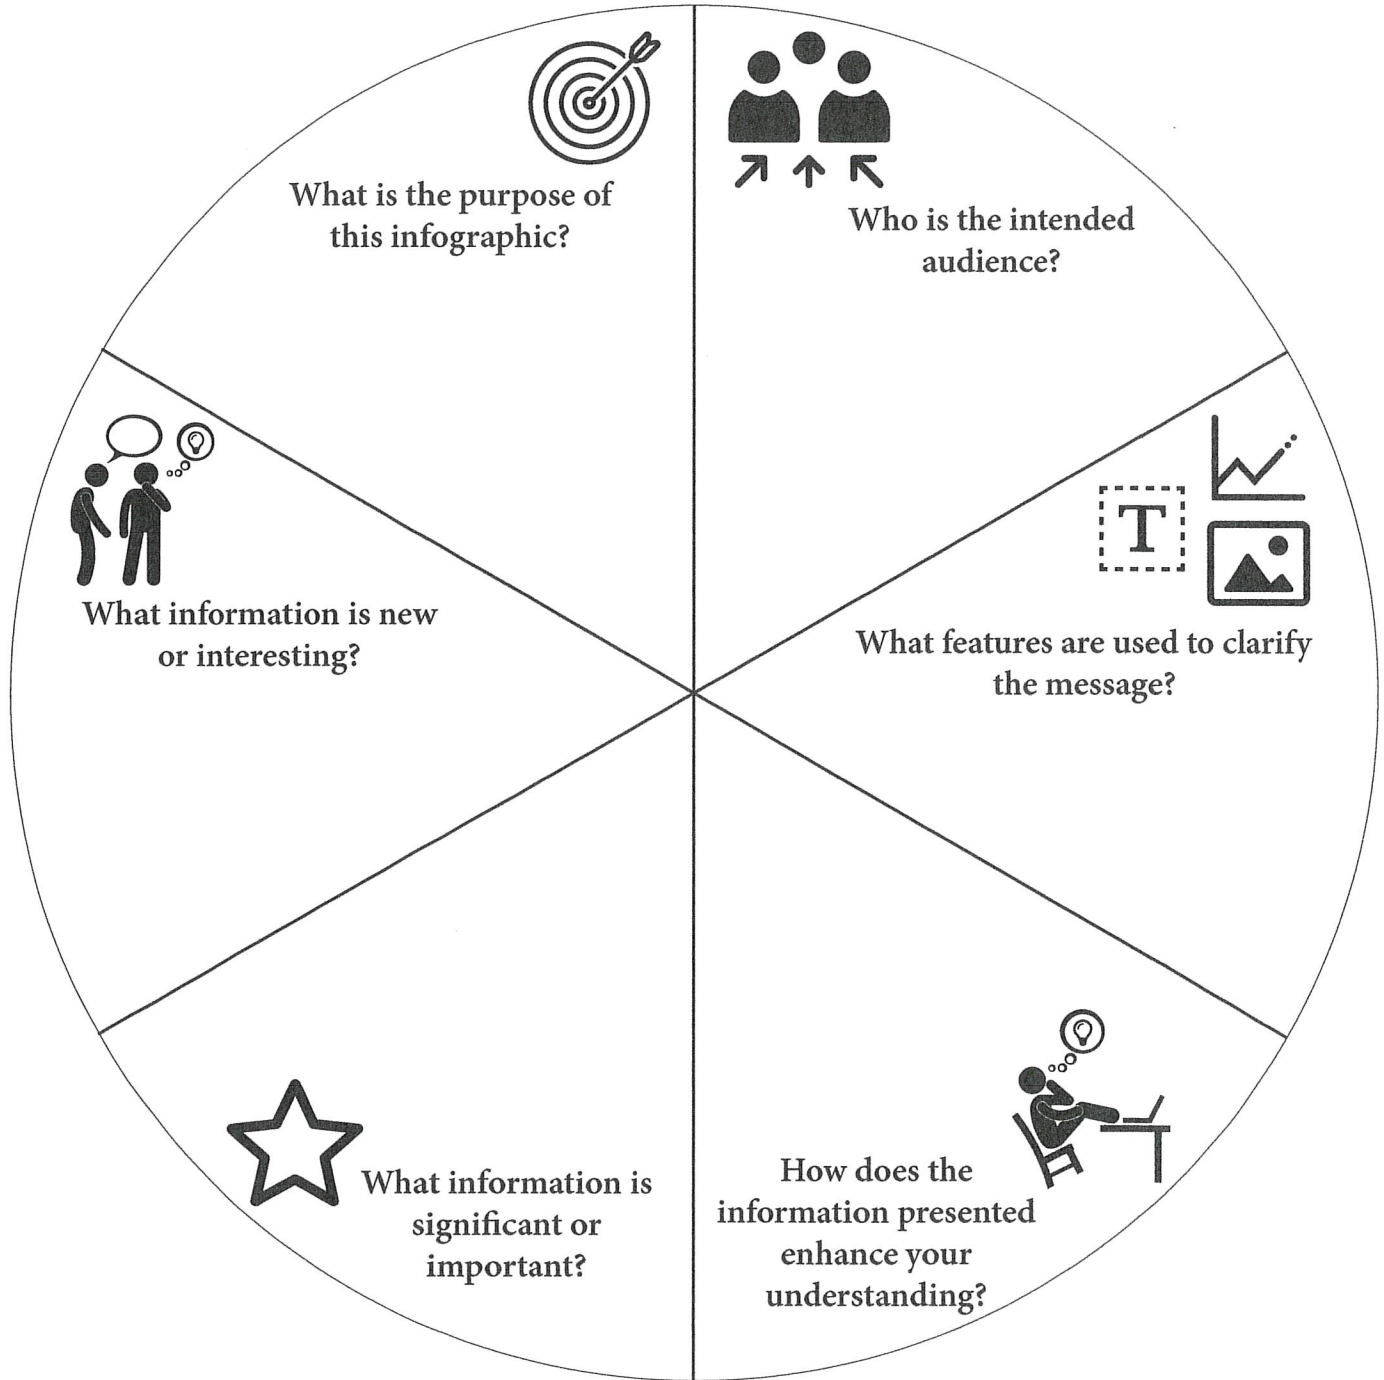 What is the purpose of
this infographic?
Who is the intended
audience?
T
What features are used to clarify
the message?
How does the
information presented
enhance your
understanding?
What information is
significant or
important?
What information is new
or interesting?